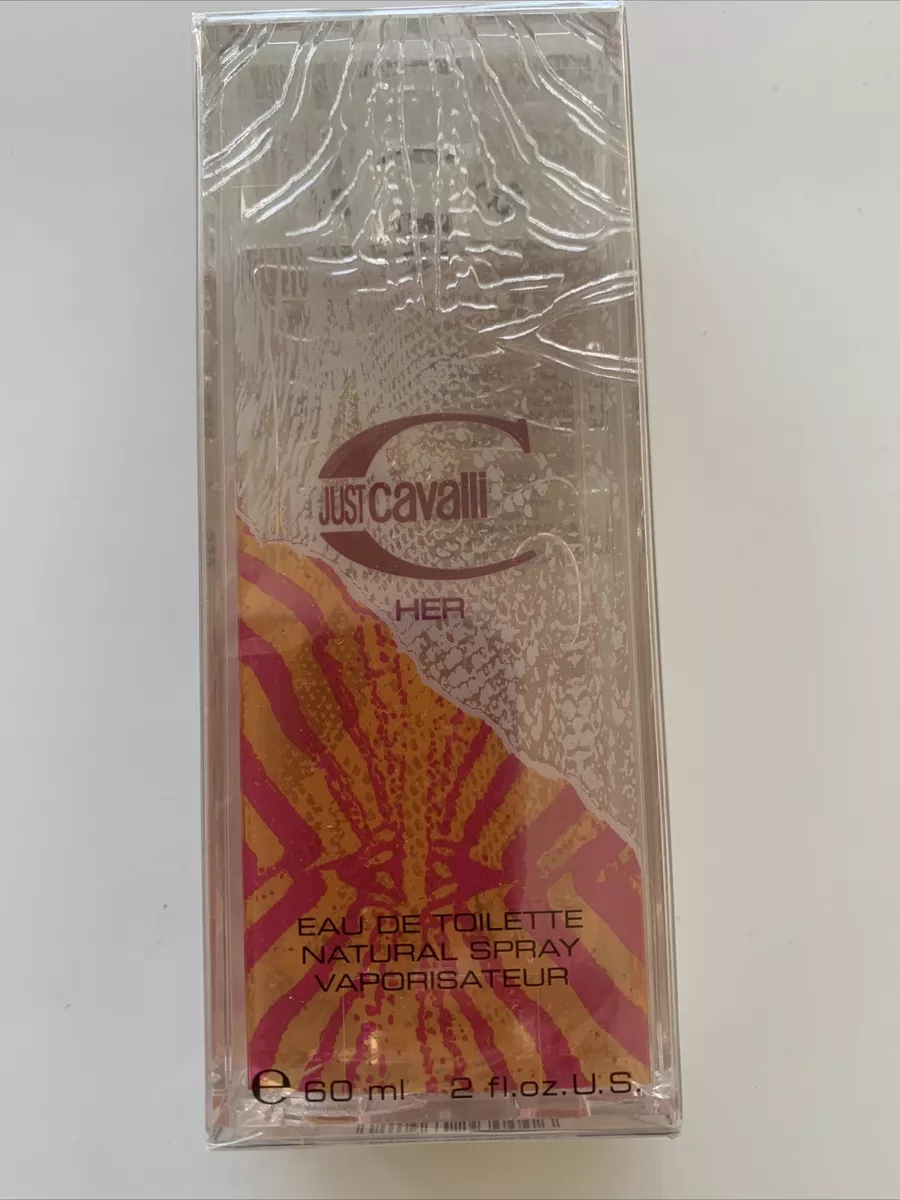 JUST cavalli
HER
EAU DE TOILETTE
NATURAL SPRAY
VAPORISATEUR
e 60 ml 2 fl.oz.U.S.